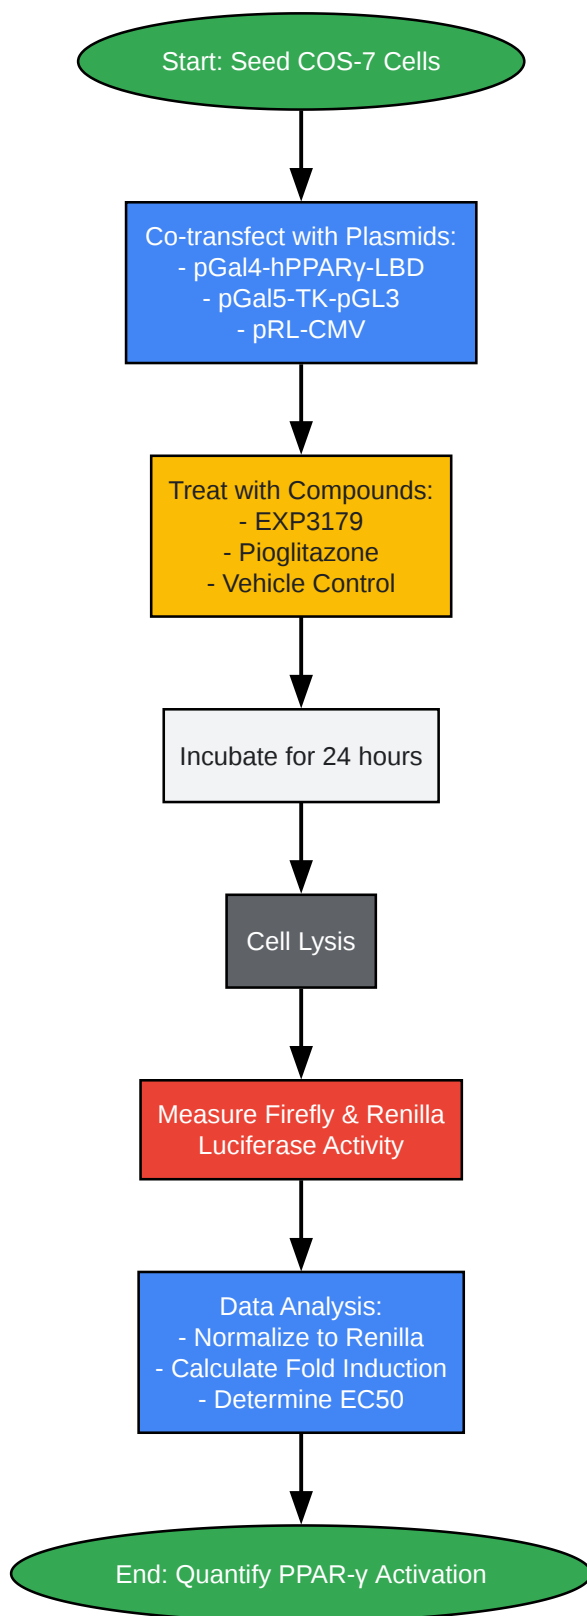 Start: Seed COS-7 Cells
Co-transfect with Plasmids:
- pGal4-hPPARγ-LBD
- pGal5-TK-pGL3
- pRL-CMV
Treat with Compounds:
- EXP3179
- Pioglitazone
- Vehicle Control
Incubate for 24 hours
Cell Lysis
Measure Firefly & Renilla
Luciferase Activity
Data Analysis:
- Normalize to Renilla
- Calculate Fold Induction
- Determine EC50
End: Quantify PPAR-γ Activation